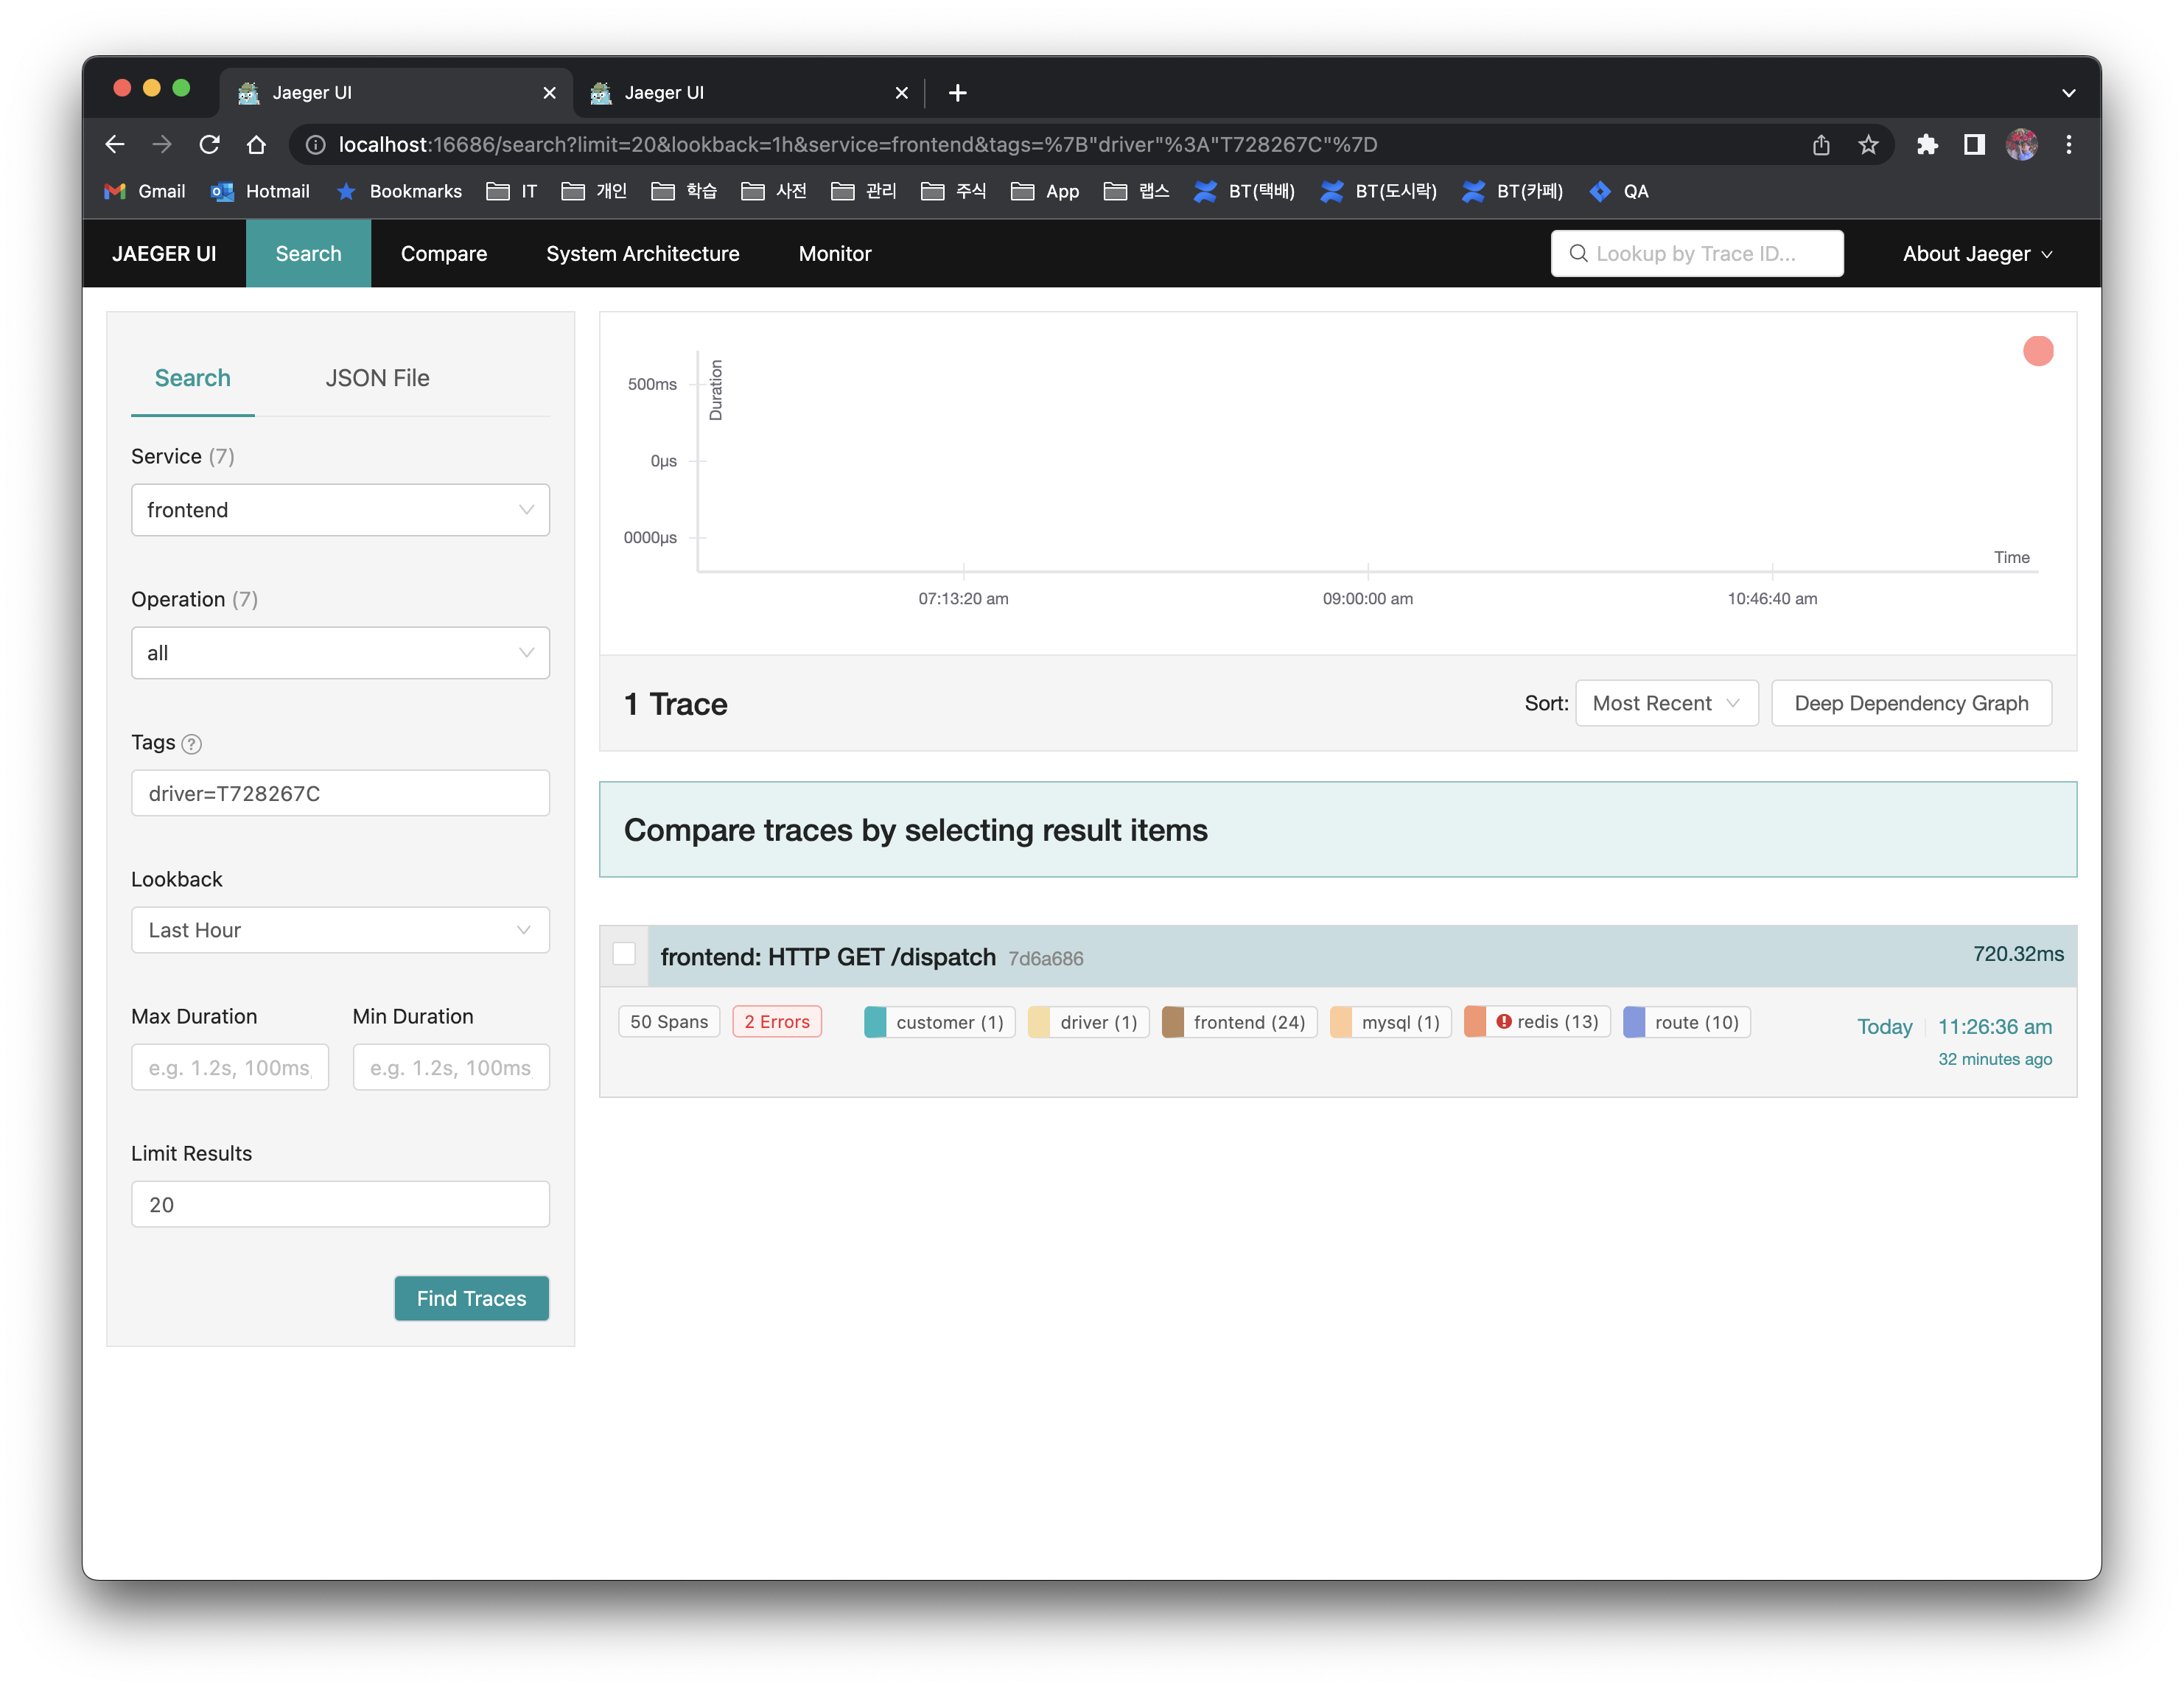 Jaeger UI
Jaeger UI
localhost:16686/search?limit=20&lookback=1h&service=frontend&tags=%7B"driver"%3A"T728267C"%7D
Gmail Hotmail Bookmarks IT 개인 학습 사전 관리 주식 App 랩스 BT(택배) BT(도시락) BT(카페) QA
JAEGER UI Search Compare System Architecture Monitor Lookup by Trace ID... About Jaeger
Search JSON File
Service (7)
frontend
Operation (7)
all
Tags ?
driver=T728267C
Lookback
Last Hour
Max Duration Min Duration
e.g. 1.2s, 100ms, e.g. 1.2s, 100ms
Limit Results
20
Find Traces
Duration
500ms
0μs
0000μs
Time
07:13:20 am 09:00:00 am 10:46:40 am
1 Trace
Sort: Most Recent Deep Dependency Graph
Compare traces by selecting result items
frontend: HTTP GET /dispatch 7d6a686 720.32ms
50 Spans 2 Errors customer (1) driver (1) frontend (24) mysql (1) redis (13) route (10) Today 11:26:36 am
32 minutes ago